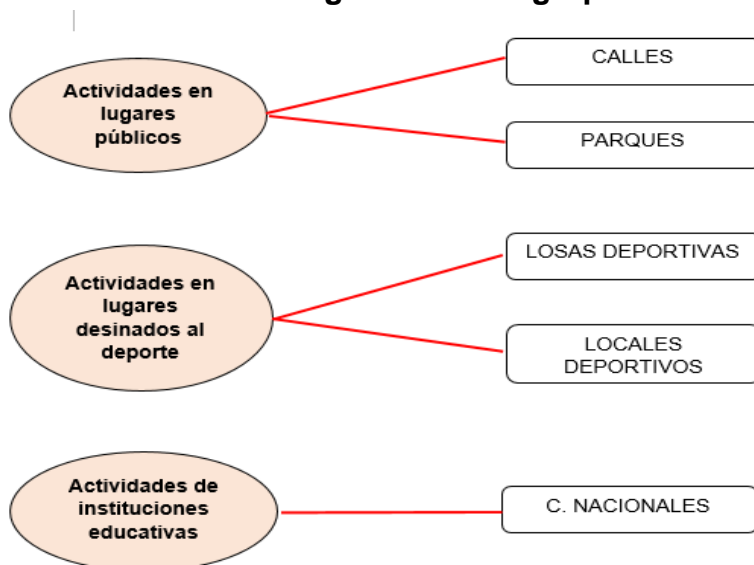 Actividades en
lugares
públicos
CALLES
PARQUES
Actividades en
lugares
desinados al
deporte
LOSAS DEPORTIVAS
LOCALES
DEPORTIVOS
Actividades de
instituciones
educativas
C. NACIONALES